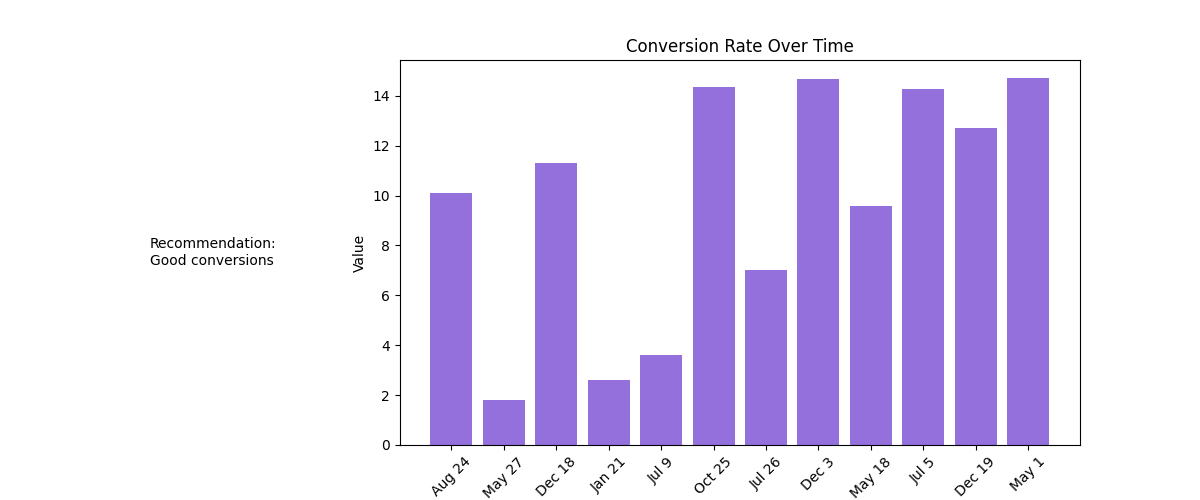 Conversion Rate Over Time
Recommendation:
Good conversions
Value
14
12
10
8
6
4
2
0
Aug 24
May 27
Dec 18
Jan 21
Jul 9
Oct 25
Jul 26
Dec 3
May 18
Jul 5
Dec 19
May 1